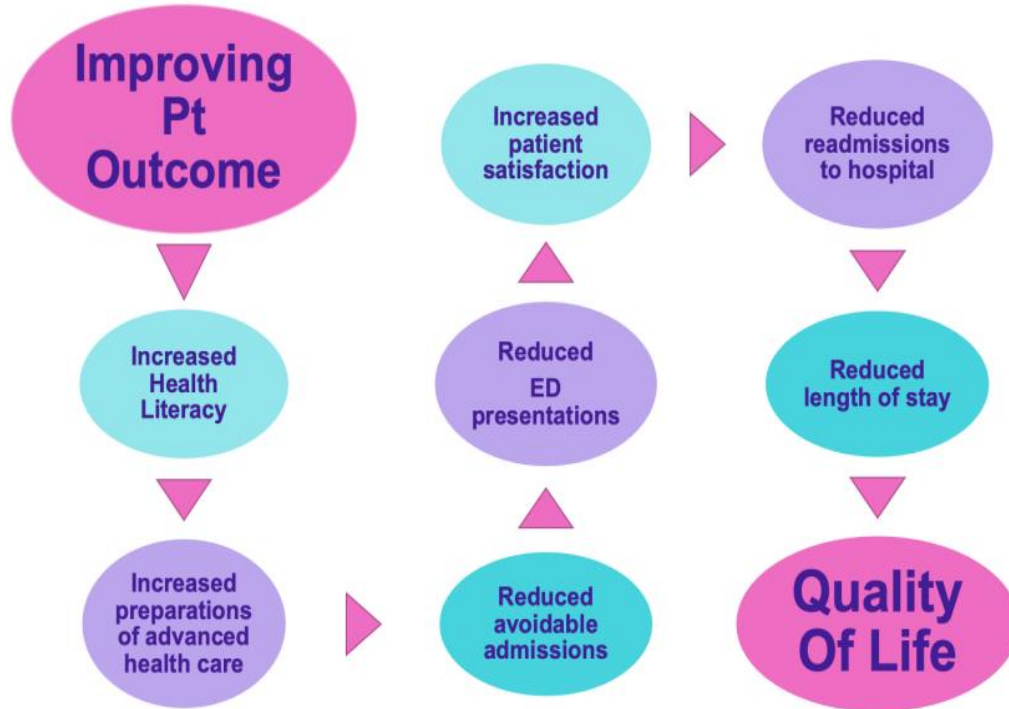 Improving
Pt
Outcome
Increased
Health
Literacy
Increased
preparations
of advanced
health care
Reduced
avoidable
admissions
Reduced
ED
presentations
Increased
patient
satisfaction
Reduced
readmissions
to hospital
Reduced
length of stay
Quality
Of Life